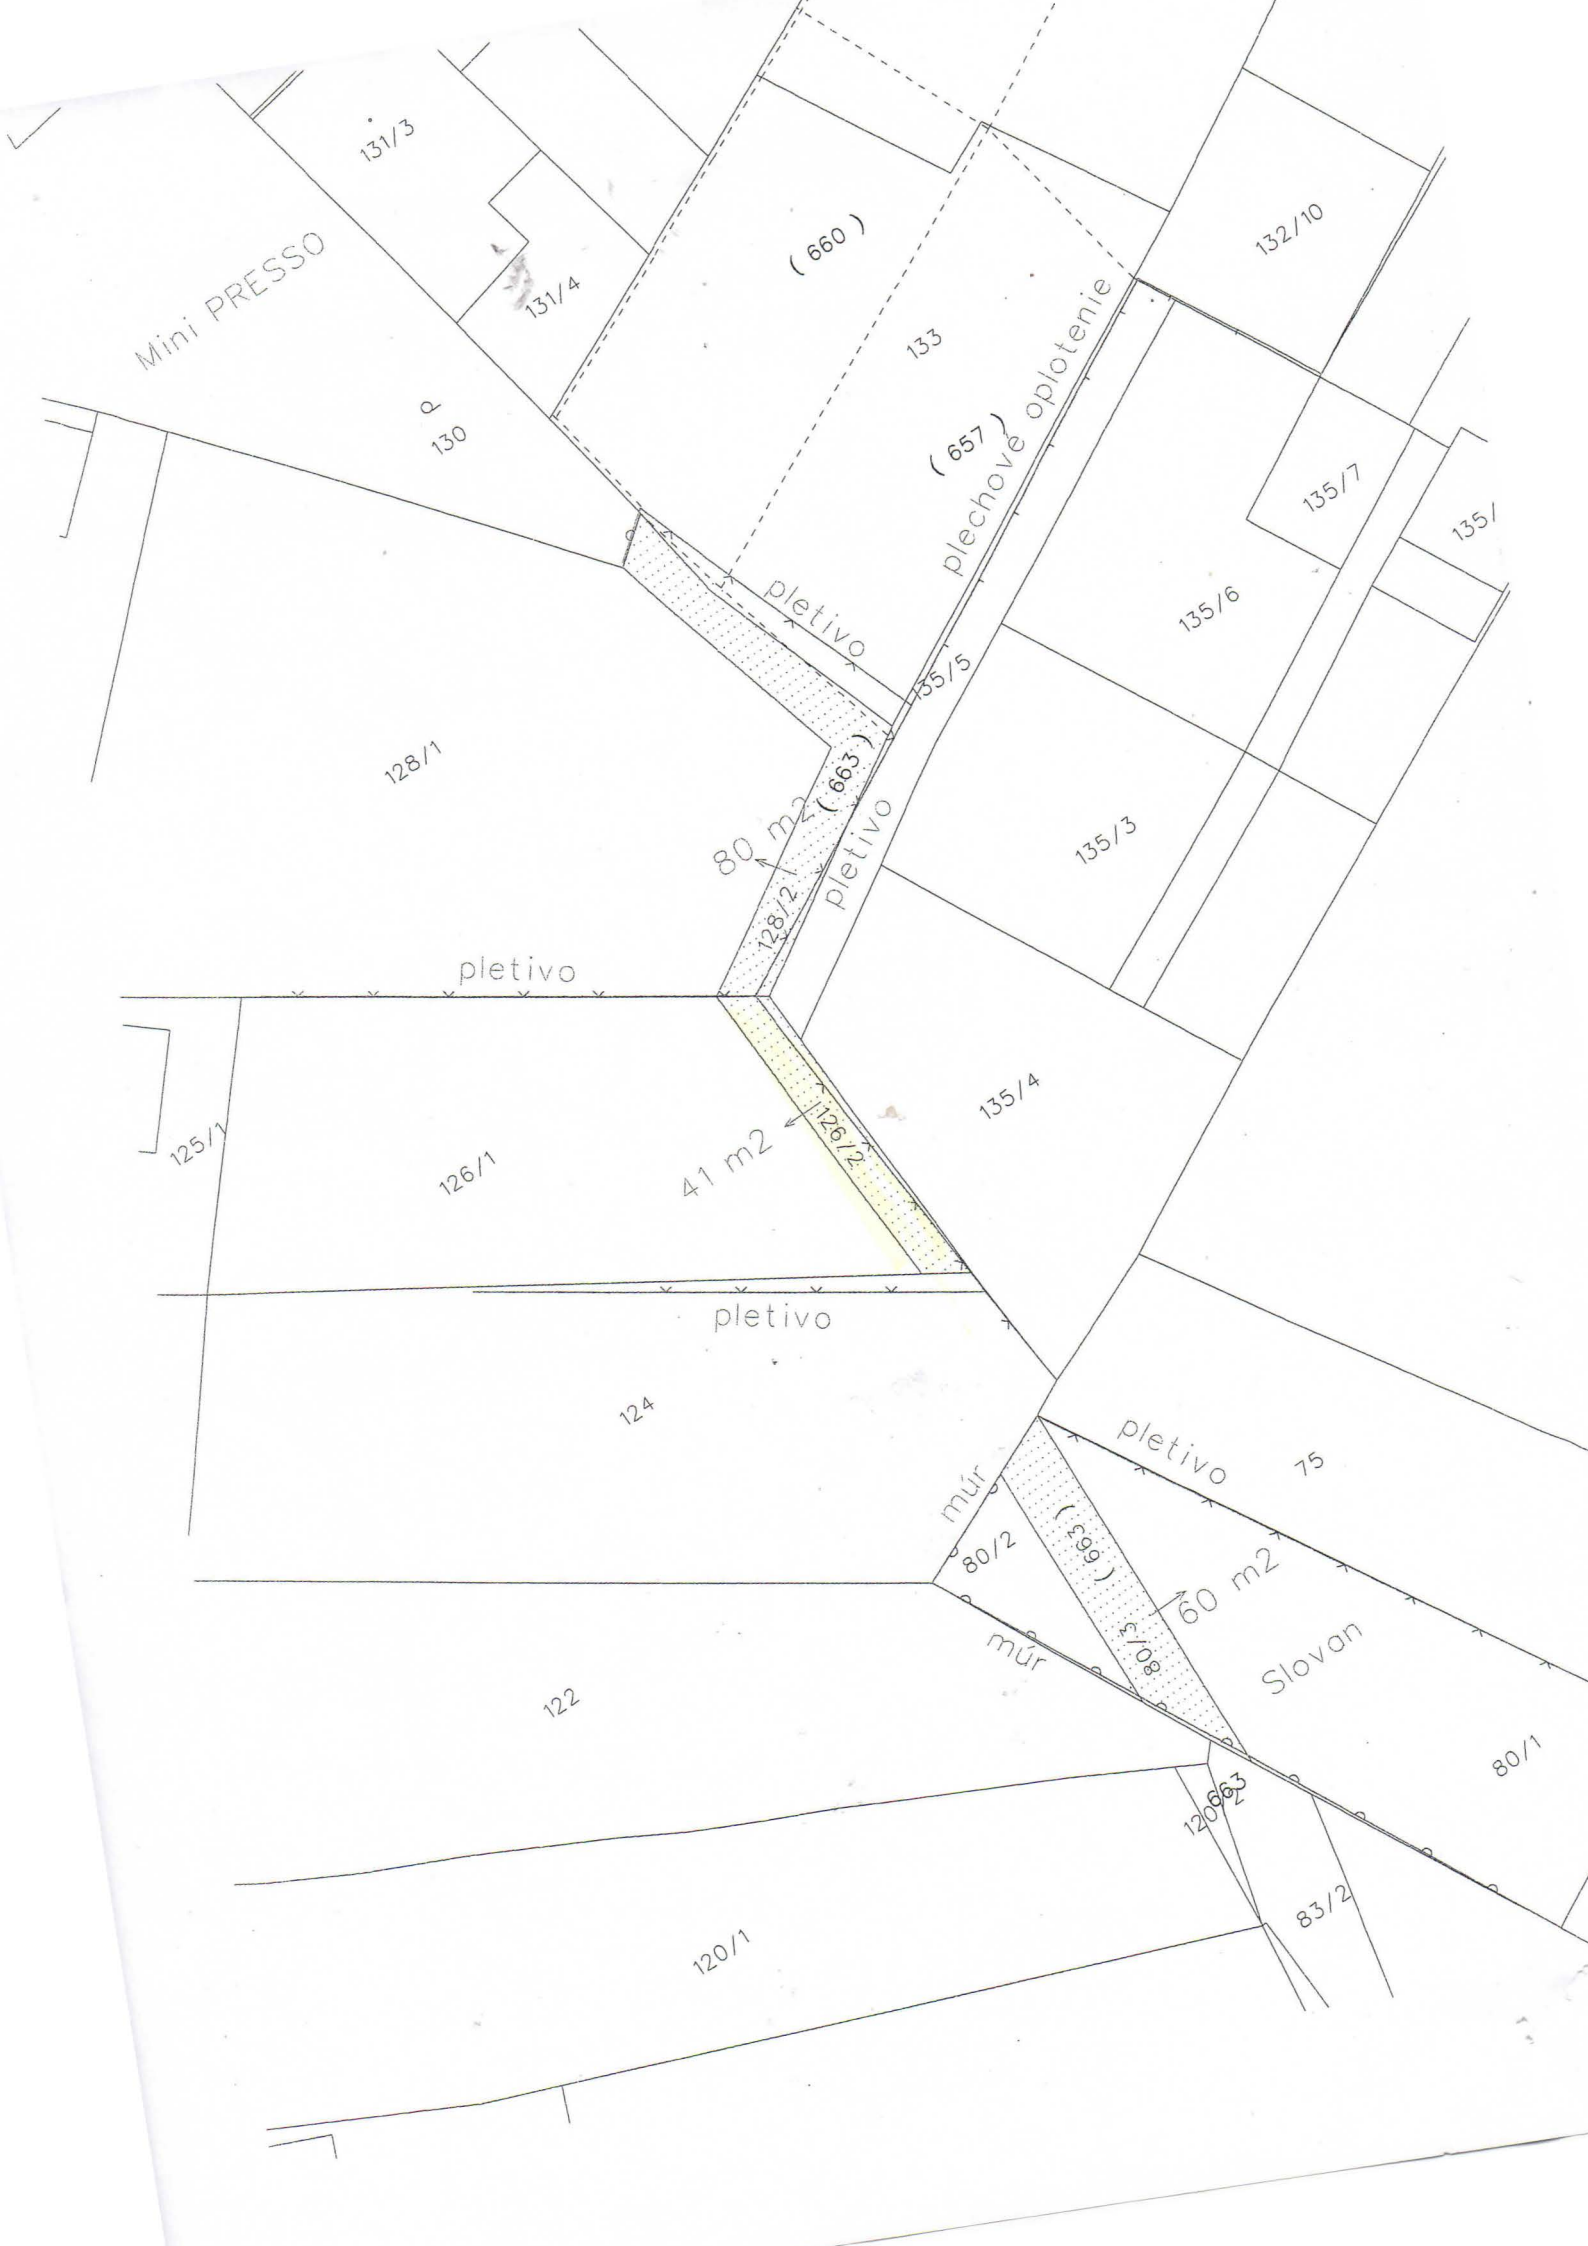 131/3
132/10
( 660 )
Mini PRESSO
131/4
133
plechové oplotenie
P
130
( 657 )
135/7
135/
pletivo
135/6
135/5
128/1
( 663 )
80 m2
pletivo
135/3
128/2
pletivo
125/1
126/1
41 m2
126/2
135/4
pletivo
124
pletivo
75
múr
80/2
( 663 )
60 m2
80/3
múr
Slovan
122
80/1
663
120/2
83/2
120/1